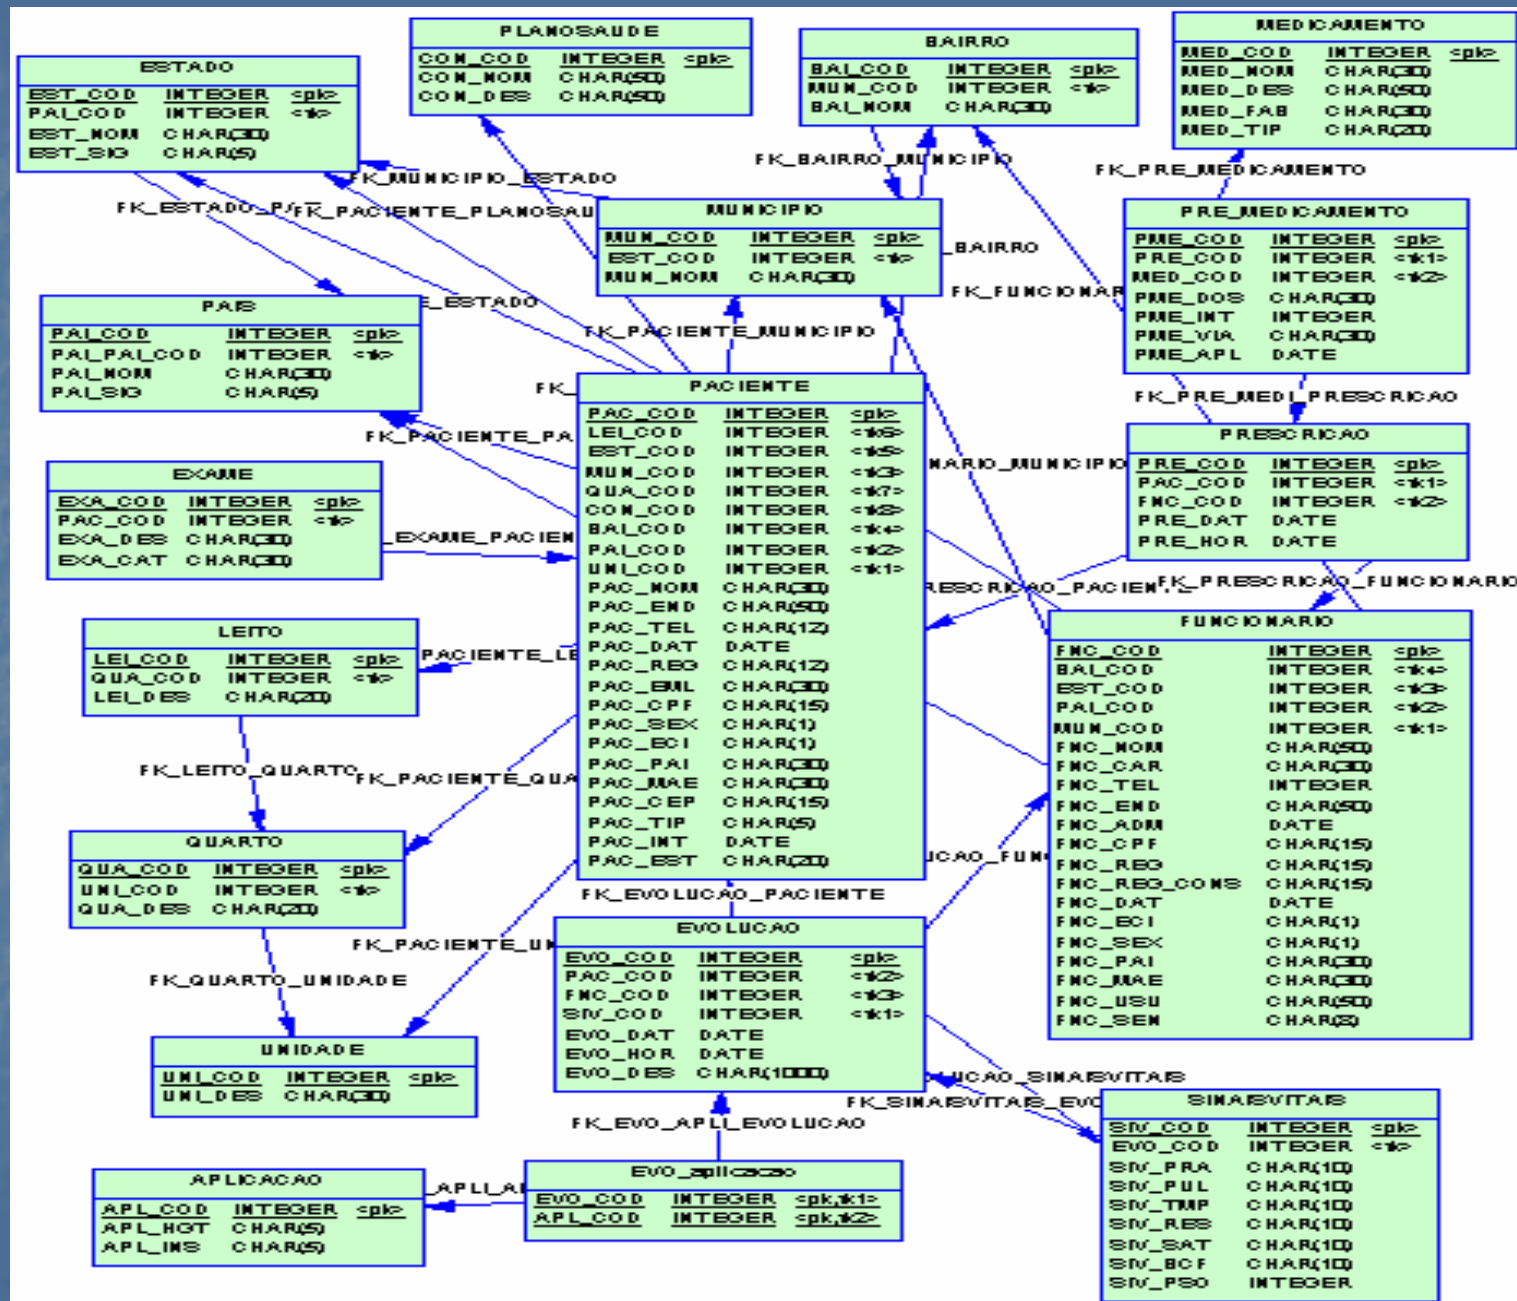 PLANOSAUDE
CON_COD INTEGER <pk>
CON_NOM CHAR(50)
CON_DES CHAR(50)
BAIRRO
BAI_COD INTEGER <pk>
MUN_COD INTEGER <fk>
BAI_NOM CHAR(30)
MEDICAMENTO
MED_COD INTEGER <pk>
MED_NOM CHAR(30)
MED_DES CHAR(50)
MED_FAB CHAR(30)
MED_TIP CHAR(20)
ESTADO
EST_COD INTEGER <pk>
PAI_COD INTEGER <fk>
EST_NOM CHAR(30)
EST_SIG CHAR(5)
FK_BAIRRO_MUNICIPIO
FK_PRE_MEDICAMENTO
FK_MUNICIPIO_ESTADO
FK_PACIENTE_PLANOSAU
MUNICIPIO
MUN_COD INTEGER <pk>
EST_COD INTEGER <fk>
MUN_NOM CHAR(30)
_BAIRRO
PRE_MEDICAMENTO
PME_COD INTEGER <pk>
PRE_COD INTEGER <fk1>
MED_COD INTEGER <fk2>
PME_DOS CHAR(30)
PME_INT INTEGER
PME_VIA CHAR(30)
PME_APL DATE
FK_FUNCIONAR
E_ESTADO
PAIS
PAI_COD INTEGER <pk>
PAI_PAI_COD INTEGER <fk>
PAI_NOM CHAR(30)
PAI_SIG CHAR(5)
FK_PACIENTE_MUNICIPIO
FK_
FK_PRE_MEDI_PRESCRICAO
FK_PACIENTE_PA
PACIENTE
PAC_COD INTEGER <pk>
LEI_COD INTEGER <fk6>
EST_COD INTEGER <fk5>
MUN_COD INTEGER <fk3>
QUA_COD INTEGER <fk7>
CON_COD INTEGER <fk8>
BAI_COD INTEGER <fk4>
PAI_COD INTEGER <fk2>
UNI_COD INTEGER <fk1>
PAC_NOM CHAR(30)
PAC_END CHAR(50)
PAC_TEL CHAR(12)
PAC_DAT DATE
PAC_REG CHAR(12)
PAC_EML CHAR(30)
PAC_CPF CHAR(15)
PAC_SEX CHAR(1)
PAC_ECI CHAR(1)
PAC_PAI CHAR(30)
PAC_MAE CHAR(30)
PAC_CEP CHAR(15)
PAC_TIP CHAR(5)
PAC_INT DATE
PAC_EST CHAR(20)
NARIO_MUNICIPIO
PRESCRICAO
PRE_COD INTEGER <pk>
PAC_COD INTEGER <fk1>
FNC_COD INTEGER <fk2>
PRE_DAT DATE
PRE_HOR DATE
EXAME
EXA_COD INTEGER <pk>
PAC_COD INTEGER <fk>
EXA_DES CHAR(30)
EXA_CAT CHAR(30)
_EXAME_PACIEN
RESCRICAO_PACIEN
FK_PRESCRICAO_FUNCIONARIO
LEITO
LEI_COD INTEGER <pk>
QUA_COD INTEGER <fk>
LEI_DES CHAR(20)
PACIENTE_LE
FUNCIONARIO
FNC_COD INTEGER <pk>
BAI_COD INTEGER <fk4>
EST_COD INTEGER <fk3>
PAI_COD INTEGER <fk2>
MUN_COD INTEGER <fk1>
FNC_NOM CHAR(50)
FNC_CAR CHAR(30)
FNC_TEL INTEGER
FNC_END CHAR(50)
FNC_ADM DATE
FNC_CPF CHAR(15)
FNC_REG CHAR(15)
FNC_REG_CONS CHAR(15)
FNC_DAT DATE
FNC_ECI CHAR(1)
FNC_SEX CHAR(1)
FNC_PAI CHAR(30)
FNC_MAE CHAR(30)
FNC_USU CHAR(50)
FNC_SEN CHAR(8)
FK_LEITO_QUARTO
FK_PACIENTE_QUA
QUARTO
QUA_COD INTEGER <pk>
UNI_COD INTEGER <fk>
QUA_DES CHAR(20)
UCAO_FUN
FK_EVOLUCAO_PACIENTE
FK_PACIENTE_UN
FK_QUARTO_UNIDADE
EVOLUCAO
EVO_COD INTEGER <pk>
PAC_COD INTEGER <fk2>
FNC_COD INTEGER <fk3>
SIV_COD INTEGER <fk1>
EVO_DAT DATE
EVO_HOR DATE
EVO_DES CHAR(1000)
UNIDADE
UNI_COD INTEGER <pk>
UNI_DES CHAR(30)
LUCAO_SINAISVITAIS
FK_SINAISVITAIS_EVO
FK_EVO_APLI_EVOLUCAO
SINAISVITAIS
SIV_COD INTEGER <pk>
EVO_COD INTEGER <fk>
SIV_PRA CHAR(10)
SIV_PUL CHAR(10)
SIV_TMP CHAR(10)
SIV_RES CHAR(10)
SIV_SAT CHAR(10)
SIV_BCF CHAR(10)
SIV_PSO INTEGER
APLICACAO
APL_COD INTEGER <pk>
APL_HGT CHAR(5)
APL_INS CHAR(5)
_APLI_AP
EVO_aplicacao
EVO_COD INTEGER <pk,fk1>
APL_COD INTEGER <pk,fk2>